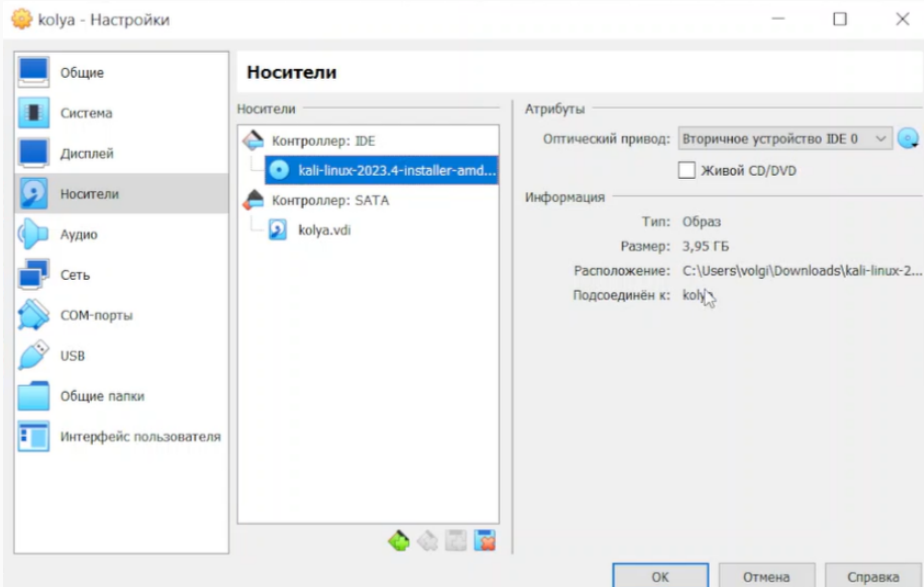 kolya - Настройки
Общие
Система
Дисплей
Носители
Аудио
Сеть
COM-порты
USB
Общие папки
Интерфейс пользователя
Носители
Носители
Контроллер: IDE
kali-linux-2023.4-installer-amd...
Контроллер: SATA
kolya.vdi
Атрибуты
Оптический привод: Вторичное устройство IDE 0
Живой CD/DVD
Информация
Тип: Образ
Размер: 3,95 ГБ
Расположение: C:\Users\volgi\Downloads\kali-linux-2...
Подсоединён к: kolya
OK Отмена Справка